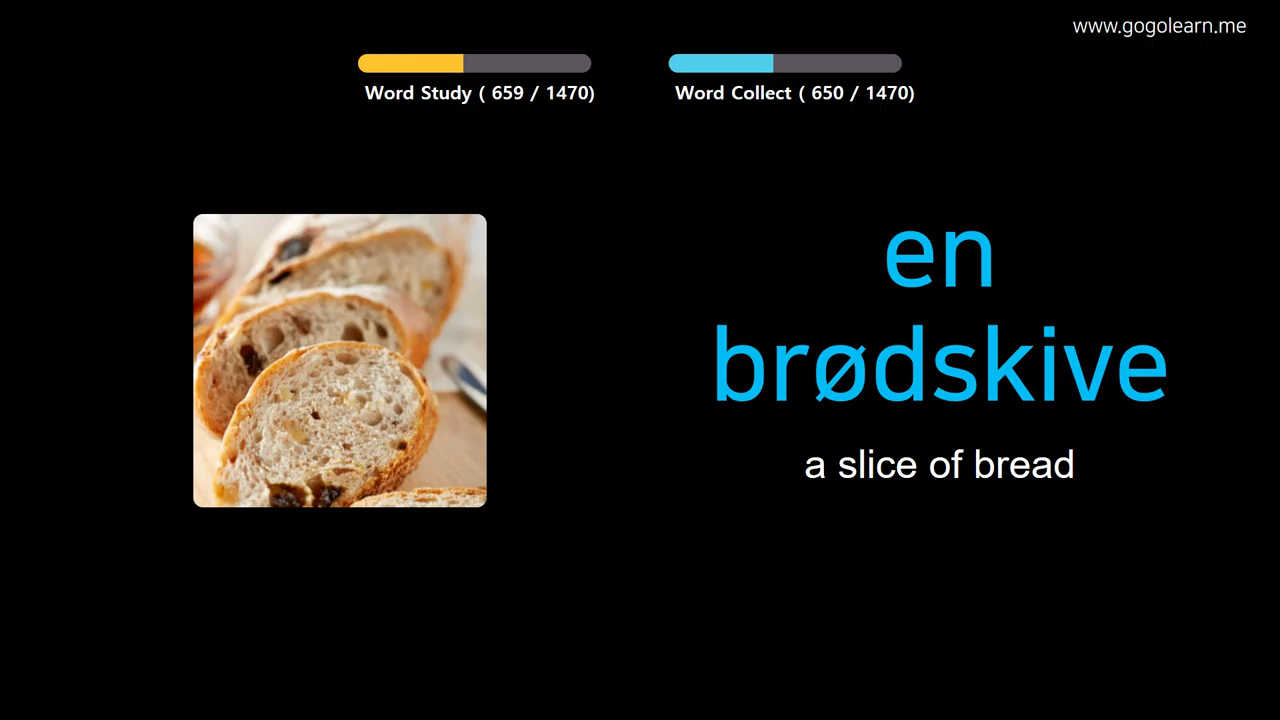 www.gogolearn.me
Word Study ( 659 / 1470)
Word Collect ( 650 / 1470)
en
brødskive
a slice of bread